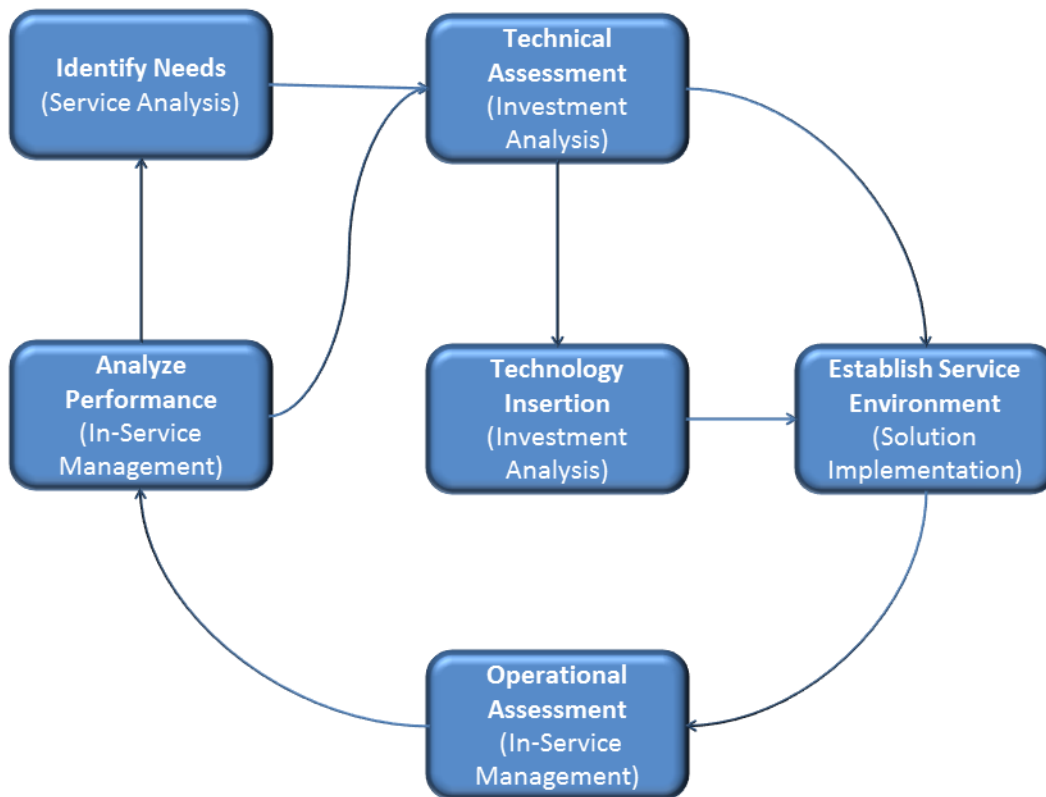 Identify Needs
(Service Analysis)
Technical
Assessment
(Investment
Analysis)
Analyze
Performance
(In-Service
Management)
Technology
Insertion
(Investment
Analysis)
Establish Service
Environment
(Solution
Implementation)
Operational
Assessment
(In-Service
Management)